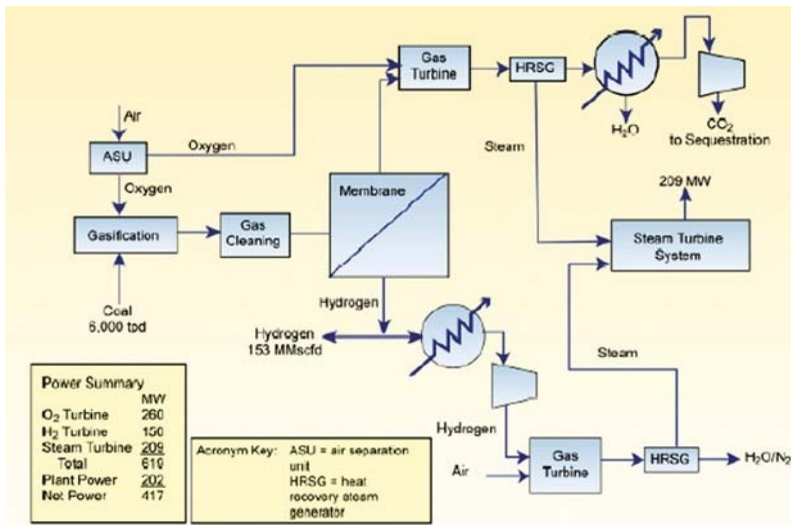 Gas
Turbine
HRSG
Air
ASU
Oxygen
Oxygen
H₂O
CO₂
to Sequestration
Steam
209 MW
Membrane
Gasification
Gas
Cleaning
Steam Turbine
System
Coal
6,000 tpd
Hydrogen
Hydrogen
153 MMscfd
Steam
Hydrogen
Air
Gas
Turbine
HRSG
H₂O/N₂
Power Summary
MW
O₂ Turbine 260
H₂ Turbine 150
Steam Turbine 209
Total 619
Plant Power 202
Net Power 417
Acronym Key: ASU = air separation
unit
HRSG = heat
recovery steam
generator